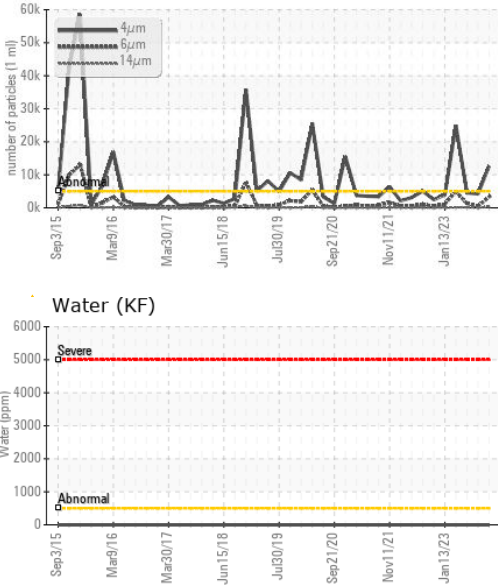 60k
50k
40k
30k
20k
10k
0k
number of particles (1 ml)
4µm
6µm
14µm
Abnormal
Sep3/15
Mar9/16
Mar30/17
Jun15/18
Jul30/19
Sep21/20
Nov11/21
Jan13/23
Water (KF)
6000
5000
4000
3000
2000
1000
0
Water (ppm)
Severe
Abnormal
Sep3/15
Mar9/16
Mar30/17
Jun15/18
Jul30/19
Sep21/20
Nov11/21
Jan13/23